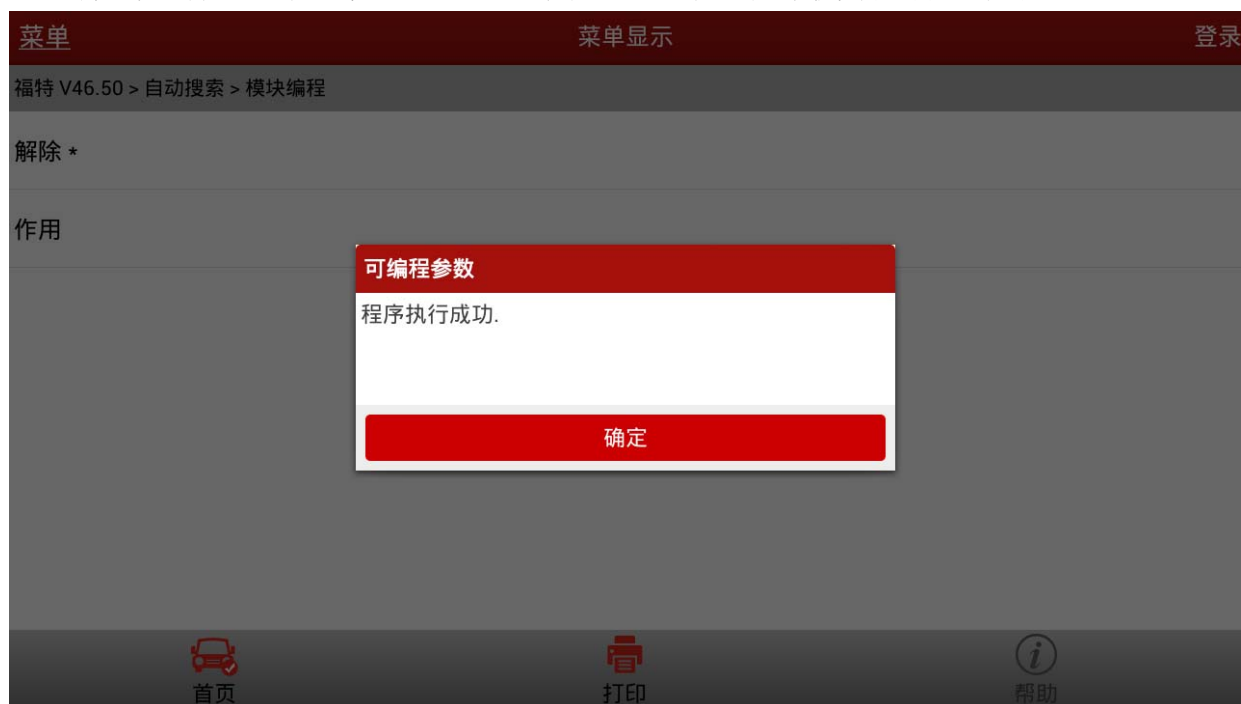 菜单 菜单显示 登录
福特 V46.50 > 自动搜索 > 模块编程
解除 *
作用
可编程参数
程序执行成功.
确定
首页 打印 帮助